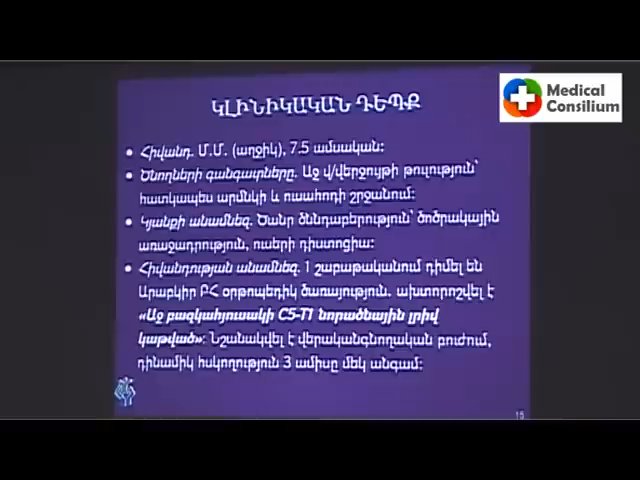 Medical
Consilium
ԿԼԻՆԻԿԱԿԱՆ ԴԵՊՔ
• Հիվանդ. Մ.Մ. (աղջիկ), 7.5 ամսական:
• Ծնողների գանգատները. Աջ վ/վերջույթի թուլություն՝
հատկապես արմնկի և ուսահոդի շրջանում:
• Կյանքի անամնեզ. Ծանր ծննդաբերություն՝ ծոծրակային
առաջադրություն, ուսերի դիստոցիա:
• Հիվանդության անամնեզ. 1 շաբաթականում դիմել են
Արաբկիր ԲՀ օրթոպեդիկ ծառայություն. ախտորոշվել է
«Աջ բազկահյուսակի C5-T1 նորածնային լրիվ
կաթված»: Նշանակվել է վերականգնողական բուժում,
դինամիկ հսկողություն 3 ամիսը մեկ անգամ:
15